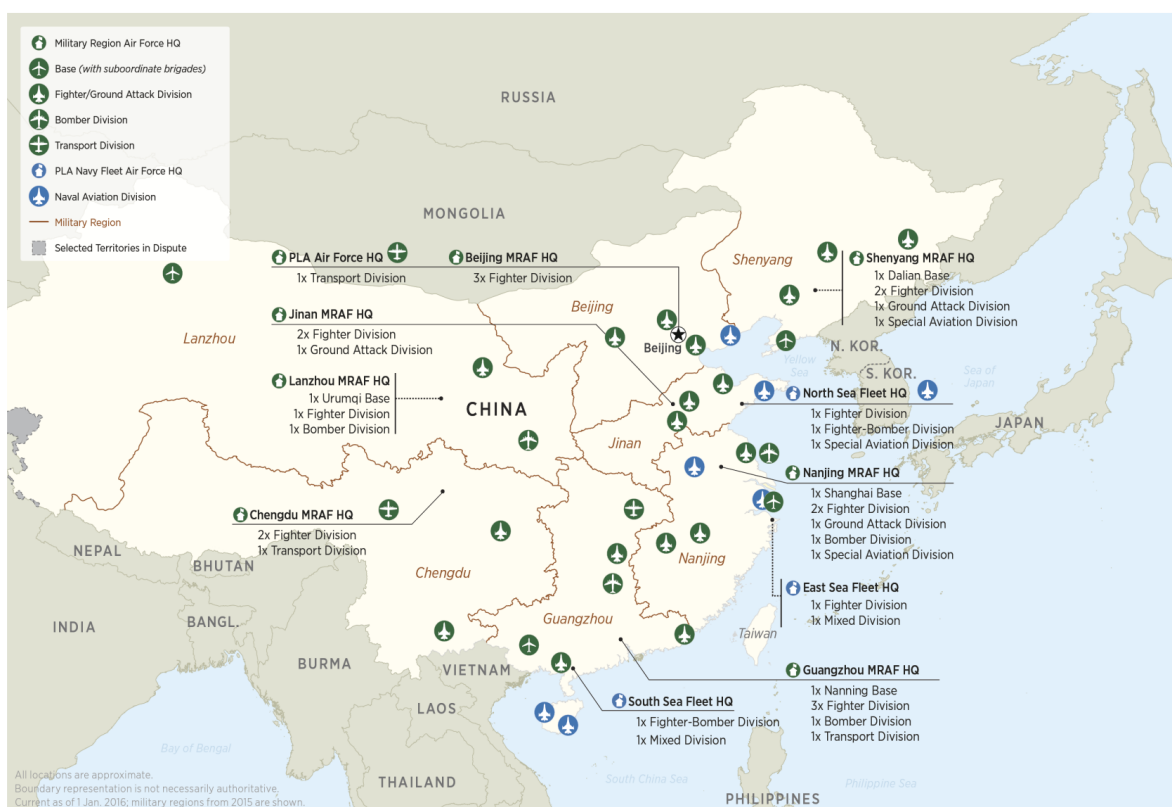 Military Region Air Force HQ
Base (with subordinate brigades)
Fighter/Ground Attack Division
Bomber Division
Transport Division
PLA Navy Fleet Air Force HQ
Naval Aviation Division
Military Region
Selected Territories in Dispute
RUSSIA
MONGOLIA
PLA Air Force HQ
1x Transport Division
Beijing MRAF HQ
3x Fighter Division
Shenyang
Shenyang MRAF HQ
1x Dalian Base
2x Fighter Division
1x Ground Attack Division
1x Special Aviation Division
Beijing
Lanzhou
Jinan MRAF HQ
2x Fighter Division
1x Ground Attack Division
Beijing
Yellow
Sea
N. KOR.
S. KOR.
Sea of
Japan
JAPAN
Lanzhou MRAF HQ
1x Urumqi Base
1x Fighter Division
1x Bomber Division
CHINA
Jinan
North Sea Fleet HQ
1x Fighter Division
1x Fighter-Bomber Division
1x Special Aviation Division
Nanjing MRAF HQ
1x Shanghai Base
2x Fighter Division
1x Ground Attack Division
1x Bomber Division
1x Special Aviation Division
Chengdu MRAF HQ
2x Fighter Division
1x Transport Division
NEPAL
BHUTAN
Chengdu
Nanjing
East Sea Fleet HQ
1x Fighter Division
1x Mixed Division
INDIA
BANGL.
BURMA
Guangzhou
Taiwan
VIETNAM
LAOS
Guangzhou MRAF HQ
1x Nanning Base
3x Fighter Division
1x Bomber Division
1x Transport Division
South Sea Fleet HQ
1x Fighter-Bomber Division
1x Mixed Division
Bay of Bengal
THAILAND
South China Sea
Philippine Sea
PHILIPPINES
All locations are approximate.
Boundary representation is not necessarily authoritative.
Current as of 1 Jan. 2016; military regions from 2015 are shown.